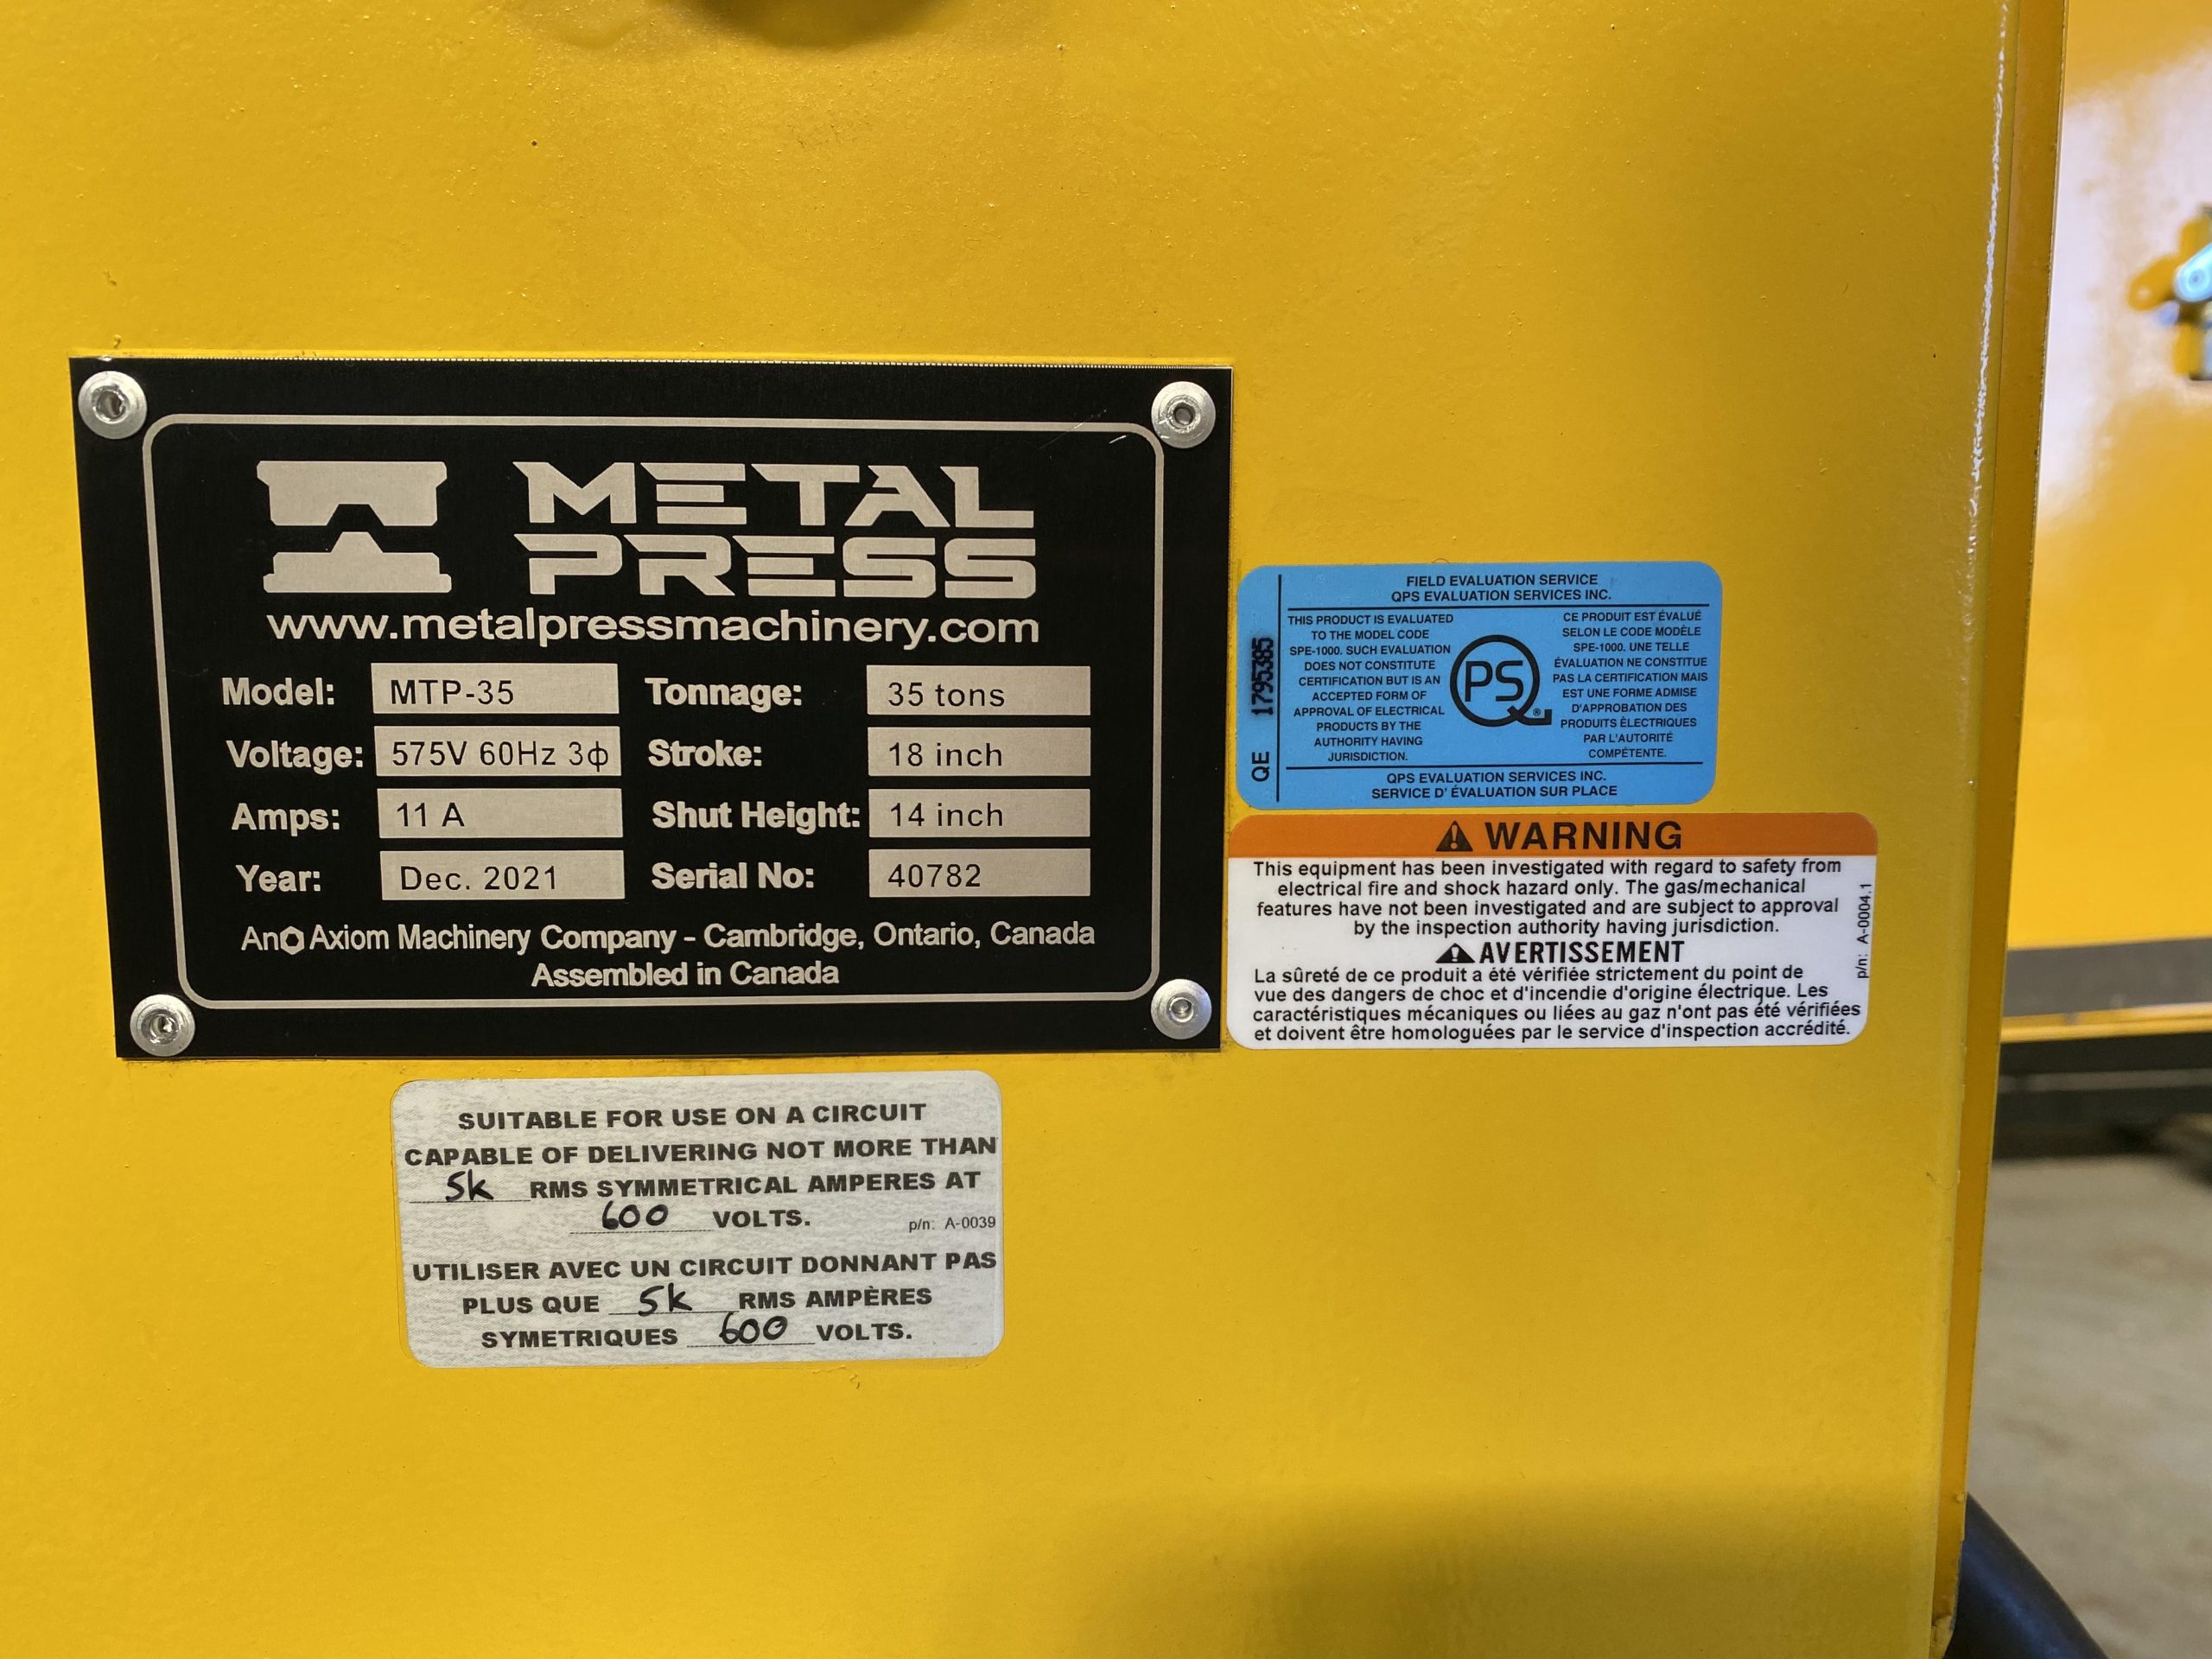 METAL
PRESS
www.metalpressmachinery.com
Model: MTP-35 Tonnage: 35 tons
Voltage: 575V 60Hz 3ϕ Stroke: 18 inch
Amps: 11 A Shut Height: 14 inch
Year: Dec. 2021 Serial No: 40782
An Axiom Machinery Company - Cambridge, Ontario, Canada
Assembled in Canada
FIELD EVALUATION SERVICE
QPS EVALUATION SERVICES INC.
QE 1795385
THIS PRODUCT IS EVALUATED
TO THE MODEL CODE
SPE-1000. SUCH EVALUATION
DOES NOT CONSTITUTE
CERTIFICATION BUT IS AN
ACCEPTED FORM OF
APPROVAL OF ELECTRICAL
PRODUCTS BY THE
AUTHORITY HAVING
JURISDICTION.
QPS®
CE PRODUIT EST ÉVALUÉ
SELON LE CODE MODÈLE
SPE-1000. UNE TELLE
ÉVALUATION NE CONSTITUE
PAS LA CERTIFICATION MAIS
EST UNE FORME ADMISE
D'APPROBATION DES
PRODUITS ÉLECTRIQUES
PAR L'AUTORITÉ
COMPÉTENTE.
QPS EVALUATION SERVICES INC.
SERVICE D' ÉVALUATION SUR PLACE
WARNING
This equipment has been investigated with regard to safety from
electrical fire and shock hazard only. The gas/mechanical
features have not been investigated and are subject to approval
by the inspection authority having jurisdiction.
AVERTISSEMENT
La sûreté de ce produit a été vérifiée strictement du point de
vue des dangers de choc et d'incendie d'origine électrique. Les
caractéristiques mécaniques ou liées au gaz n'ont pas été vérifiées
et doivent être homologuées par le service d'inspection accrédité.
p/n: A-0004.1
SUITABLE FOR USE ON A CIRCUIT
CAPABLE OF DELIVERING NOT MORE THAN
5k RMS SYMMETRICAL AMPERES AT
600 VOLTS. p/n: A-0039
UTILISER AVEC UN CIRCUIT DONNANT PAS
PLUS QUE 5k RMS AMPÈRES
SYMETRIQUES 600 VOLTS.